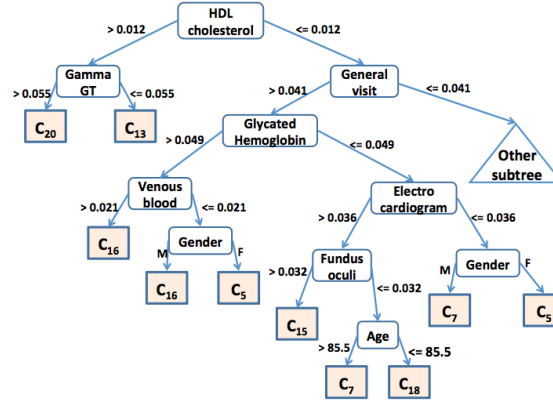 HDL
cholesterol
> 0.012
<= 0.012
Gamma
GT
General
visit
> 0.055
<= 0.055
> 0.041
<= 0.041
C20
C13
Glycated
Hemoglobin
> 0.049
<= 0.049
Other
subtree
Venous
blood
Electro
cardiogram
> 0.021
<= 0.021
> 0.036
<= 0.036
C16
Gender
M
F
Fundus
oculi
Gender
M
F
C16
C5
> 0.032
<= 0.032
C7
C5
C15
Age
> 85.5
<= 85.5
C7
C18